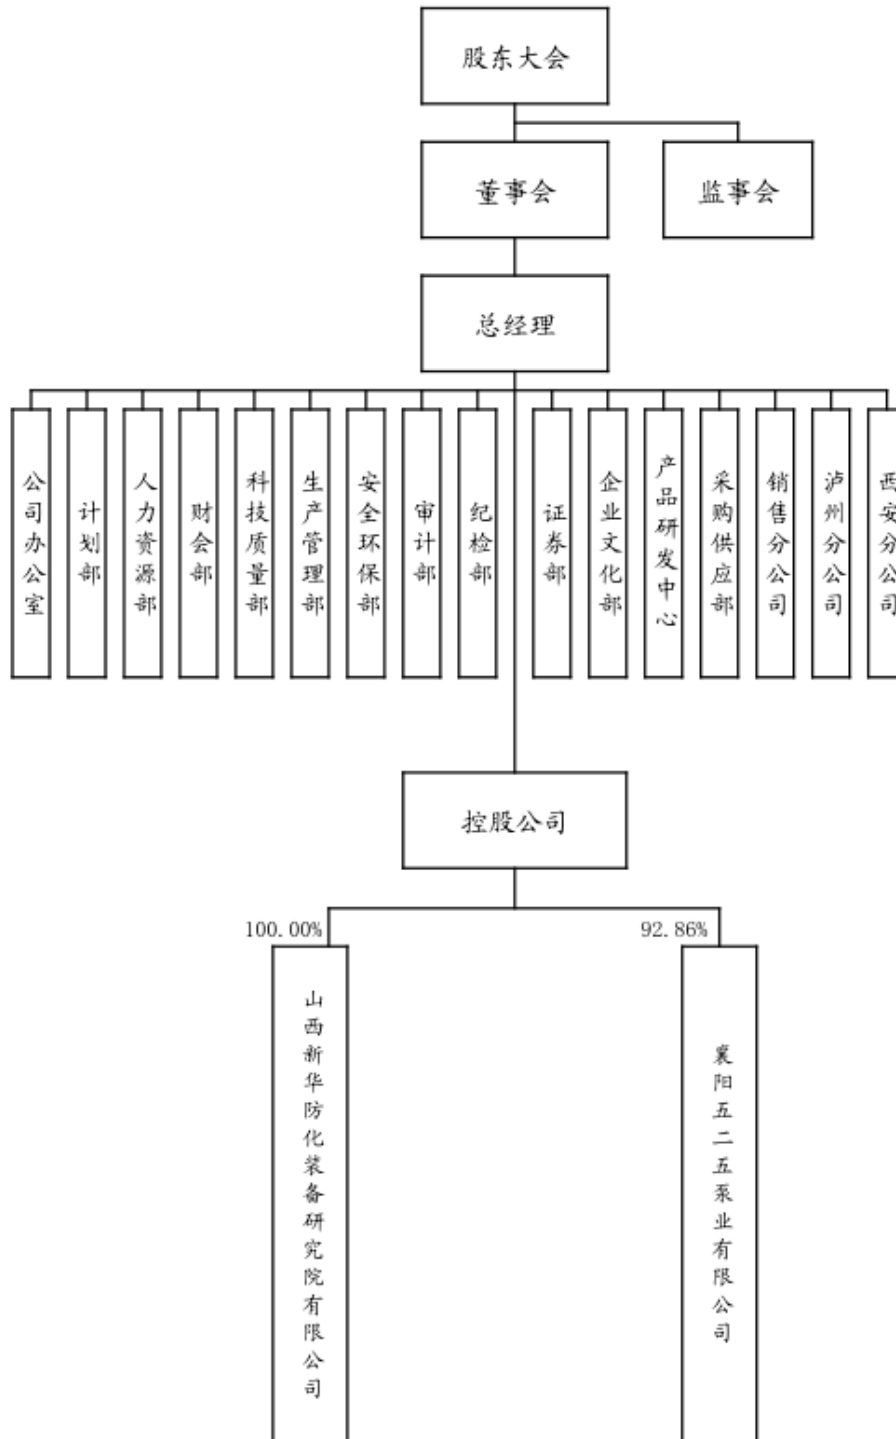 股东大会
董事会
监事会
总经理
公司办公室
计划部
人力资源部
财会部
科技质量部
生产管理部
安全环保部
审计部
纪检部
证券部
企业文化部
产品研发中心
采购供应部
销售分公司
泸州分公司
西安分公司
控股公司
100.00%
92.86%
山西新华防化装备研究院有限公司
襄阳五二五泵业有限公司